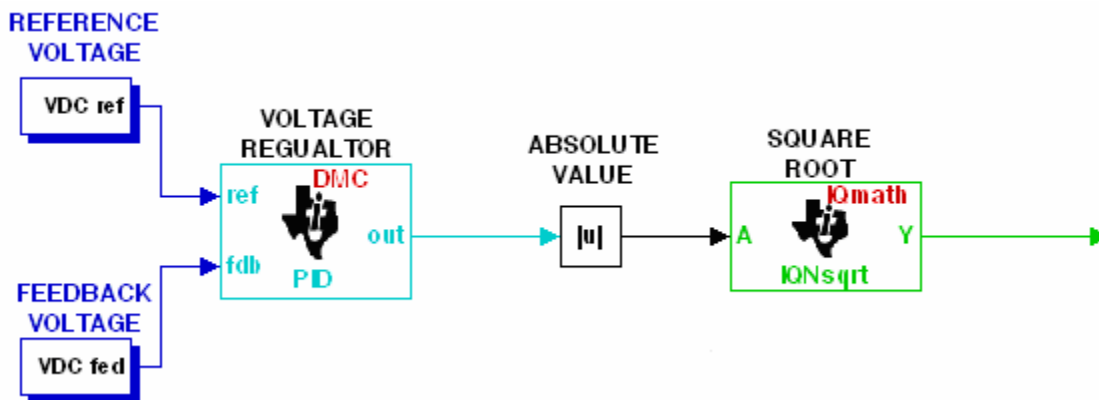 REFERENCE
VOLTAGE
VDC ref
VOLTAGE
REGUALTOR
DMC
ref
fdb
out
PID
FEEDBACK
VOLTAGE
VDC fed
ABSOLUTE
VALUE
|u|
SQUARE
ROOT
IQmath
A
Y
IQNsqrt